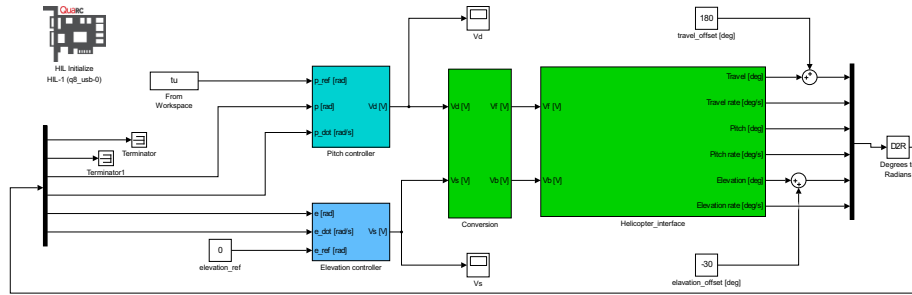 QuaRC
HIL Initialize
HIL-1 (q8_usb-0)
tu
From
Workspace
Terminator
Terminator1
p_ref [rad]
p [rad]
p_dot [rad/s]
Vd [V]
Pitch controller
e [rad]
e_dot [rad/s]
e_ref [rad]
Vs [V]
Elevation controller
0
elevation_ref
Vd
Vs
Vd [V]
Vs [V]
Vf [V]
Vb [V]
Conversion
Vf [V]
Vb [V]
Travel [deg]
Travel rate [deg/s]
Pitch [deg]
Pitch rate [deg/s]
Elevation [deg]
Elevation rate [deg/s]
Helicopter_interface
180
travel_offset [deg]
-30
elavation_offset [deg]
D2R
Degrees to
Radians